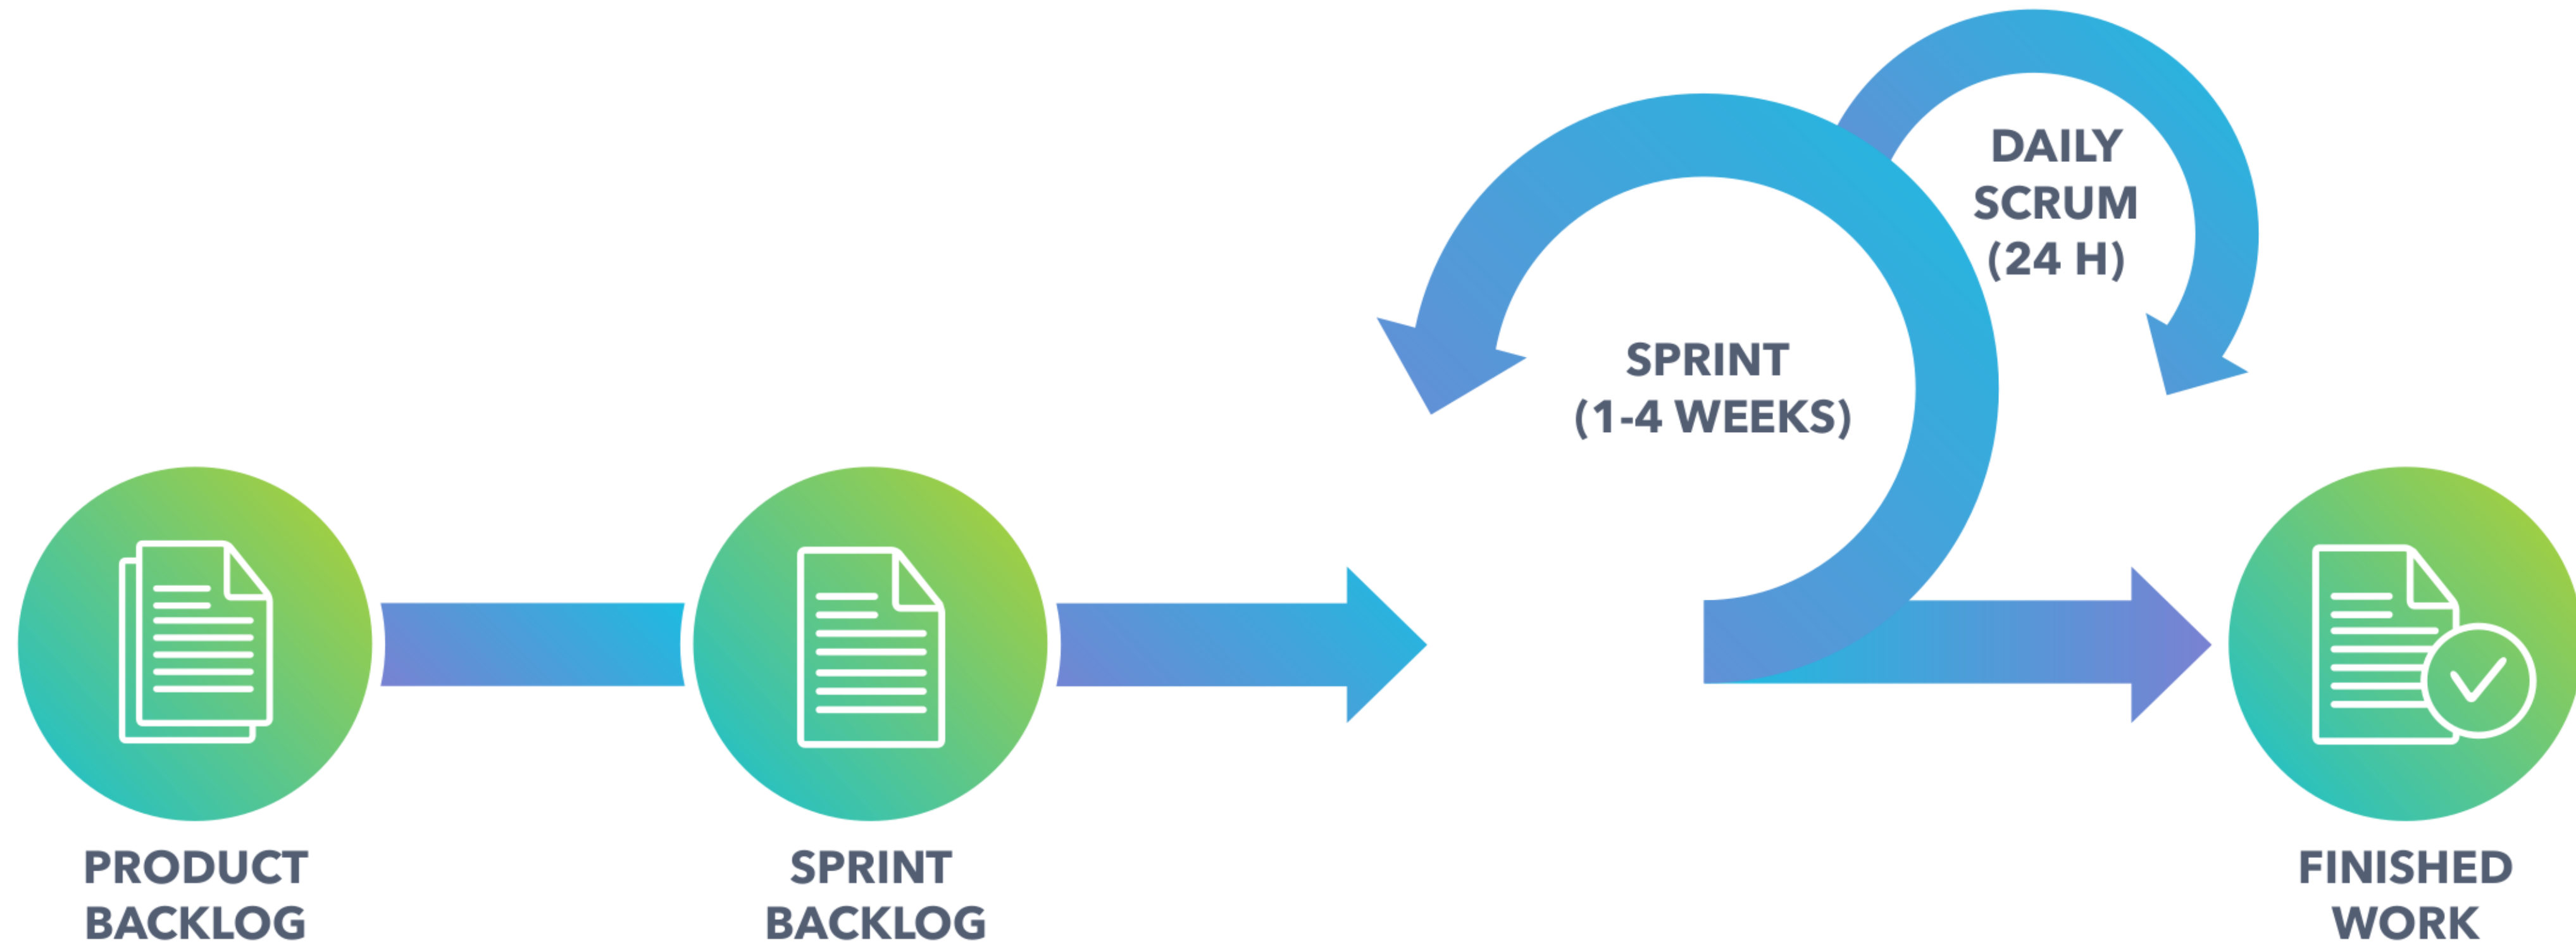 DAILY
SCRUM
(24 H)
SPRINT
(1-4 WEEKS)
PRODUCT
BACKLOG
SPRINT
BACKLOG
FINISHED
WORK